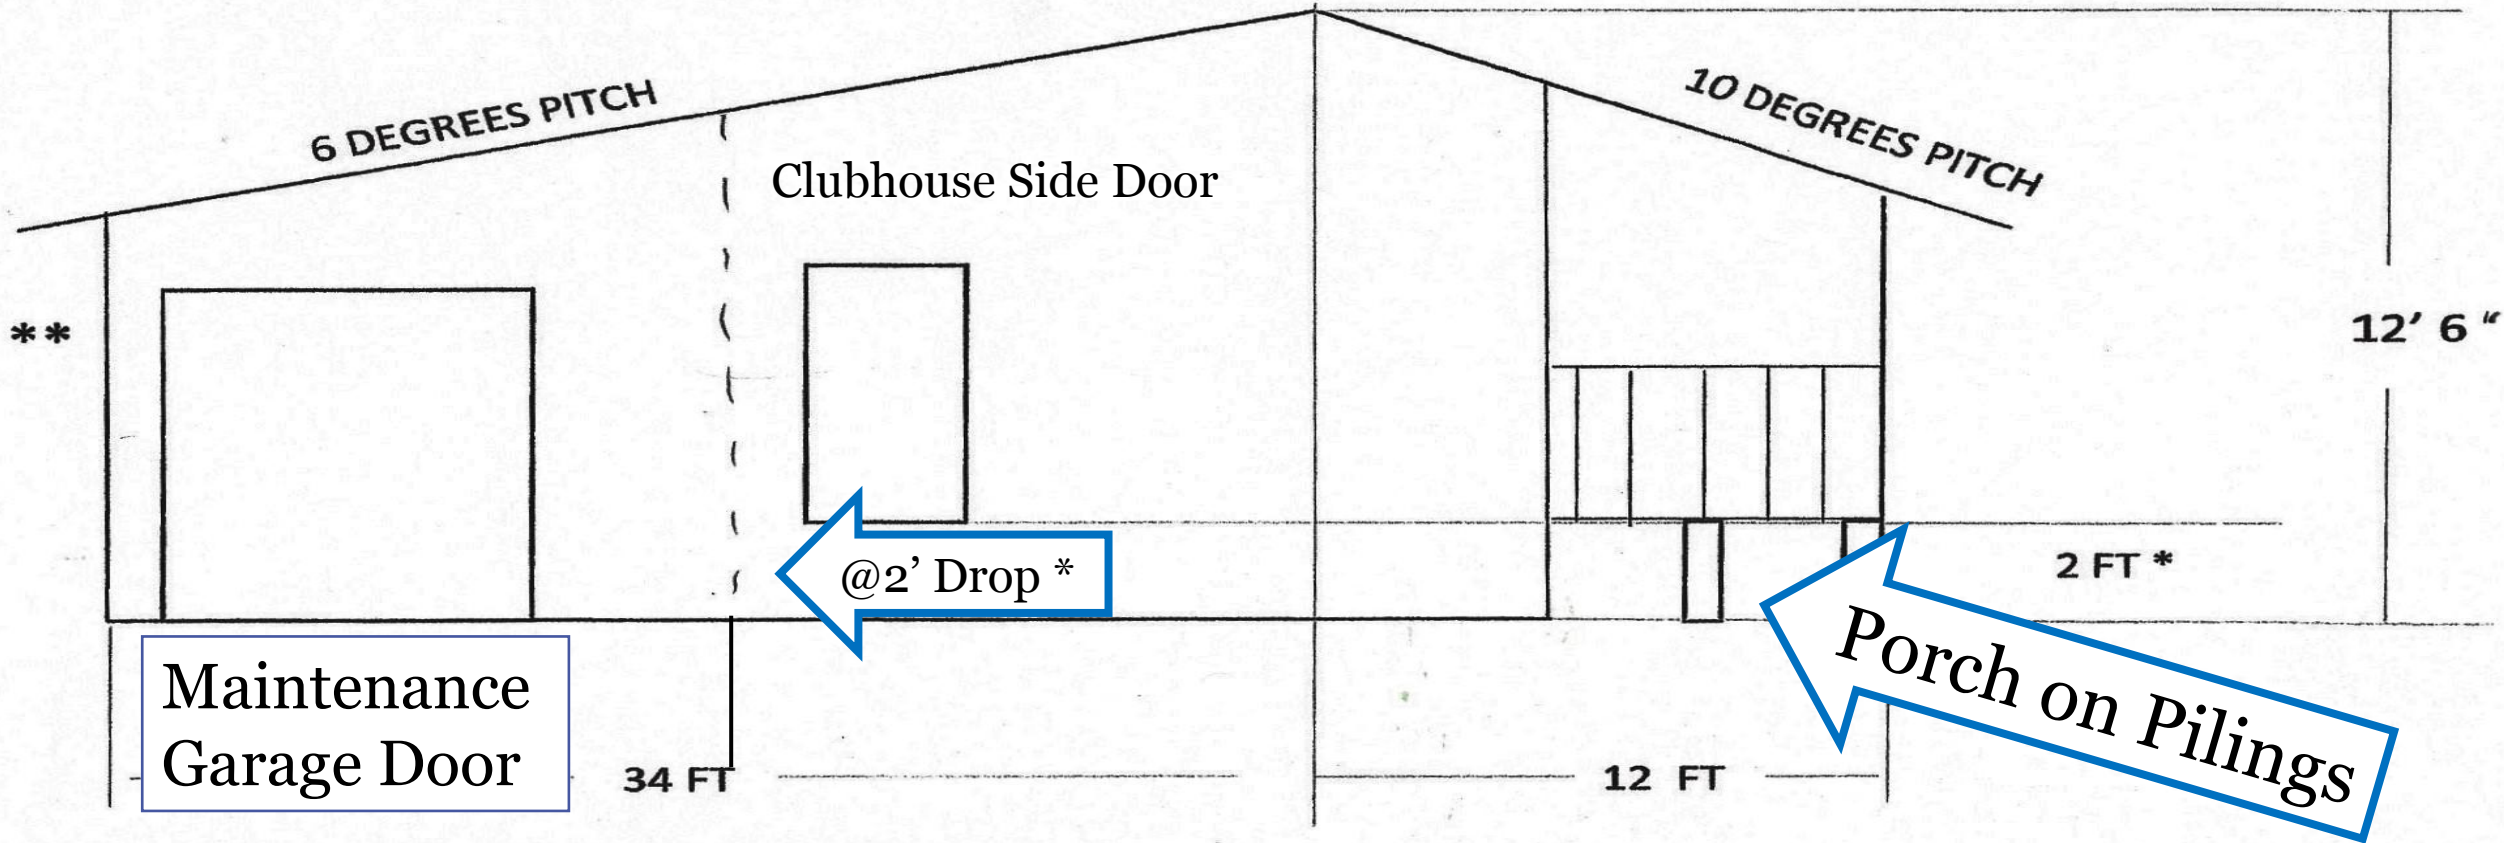 6 DEGREES PITCH
10 DEGREES PITCH
Clubhouse Side Door
**
12’ 6 “
@2’ Drop *
2 FT *
Porch on Pilings
Maintenance
Garage Door
34 FT
12 FT